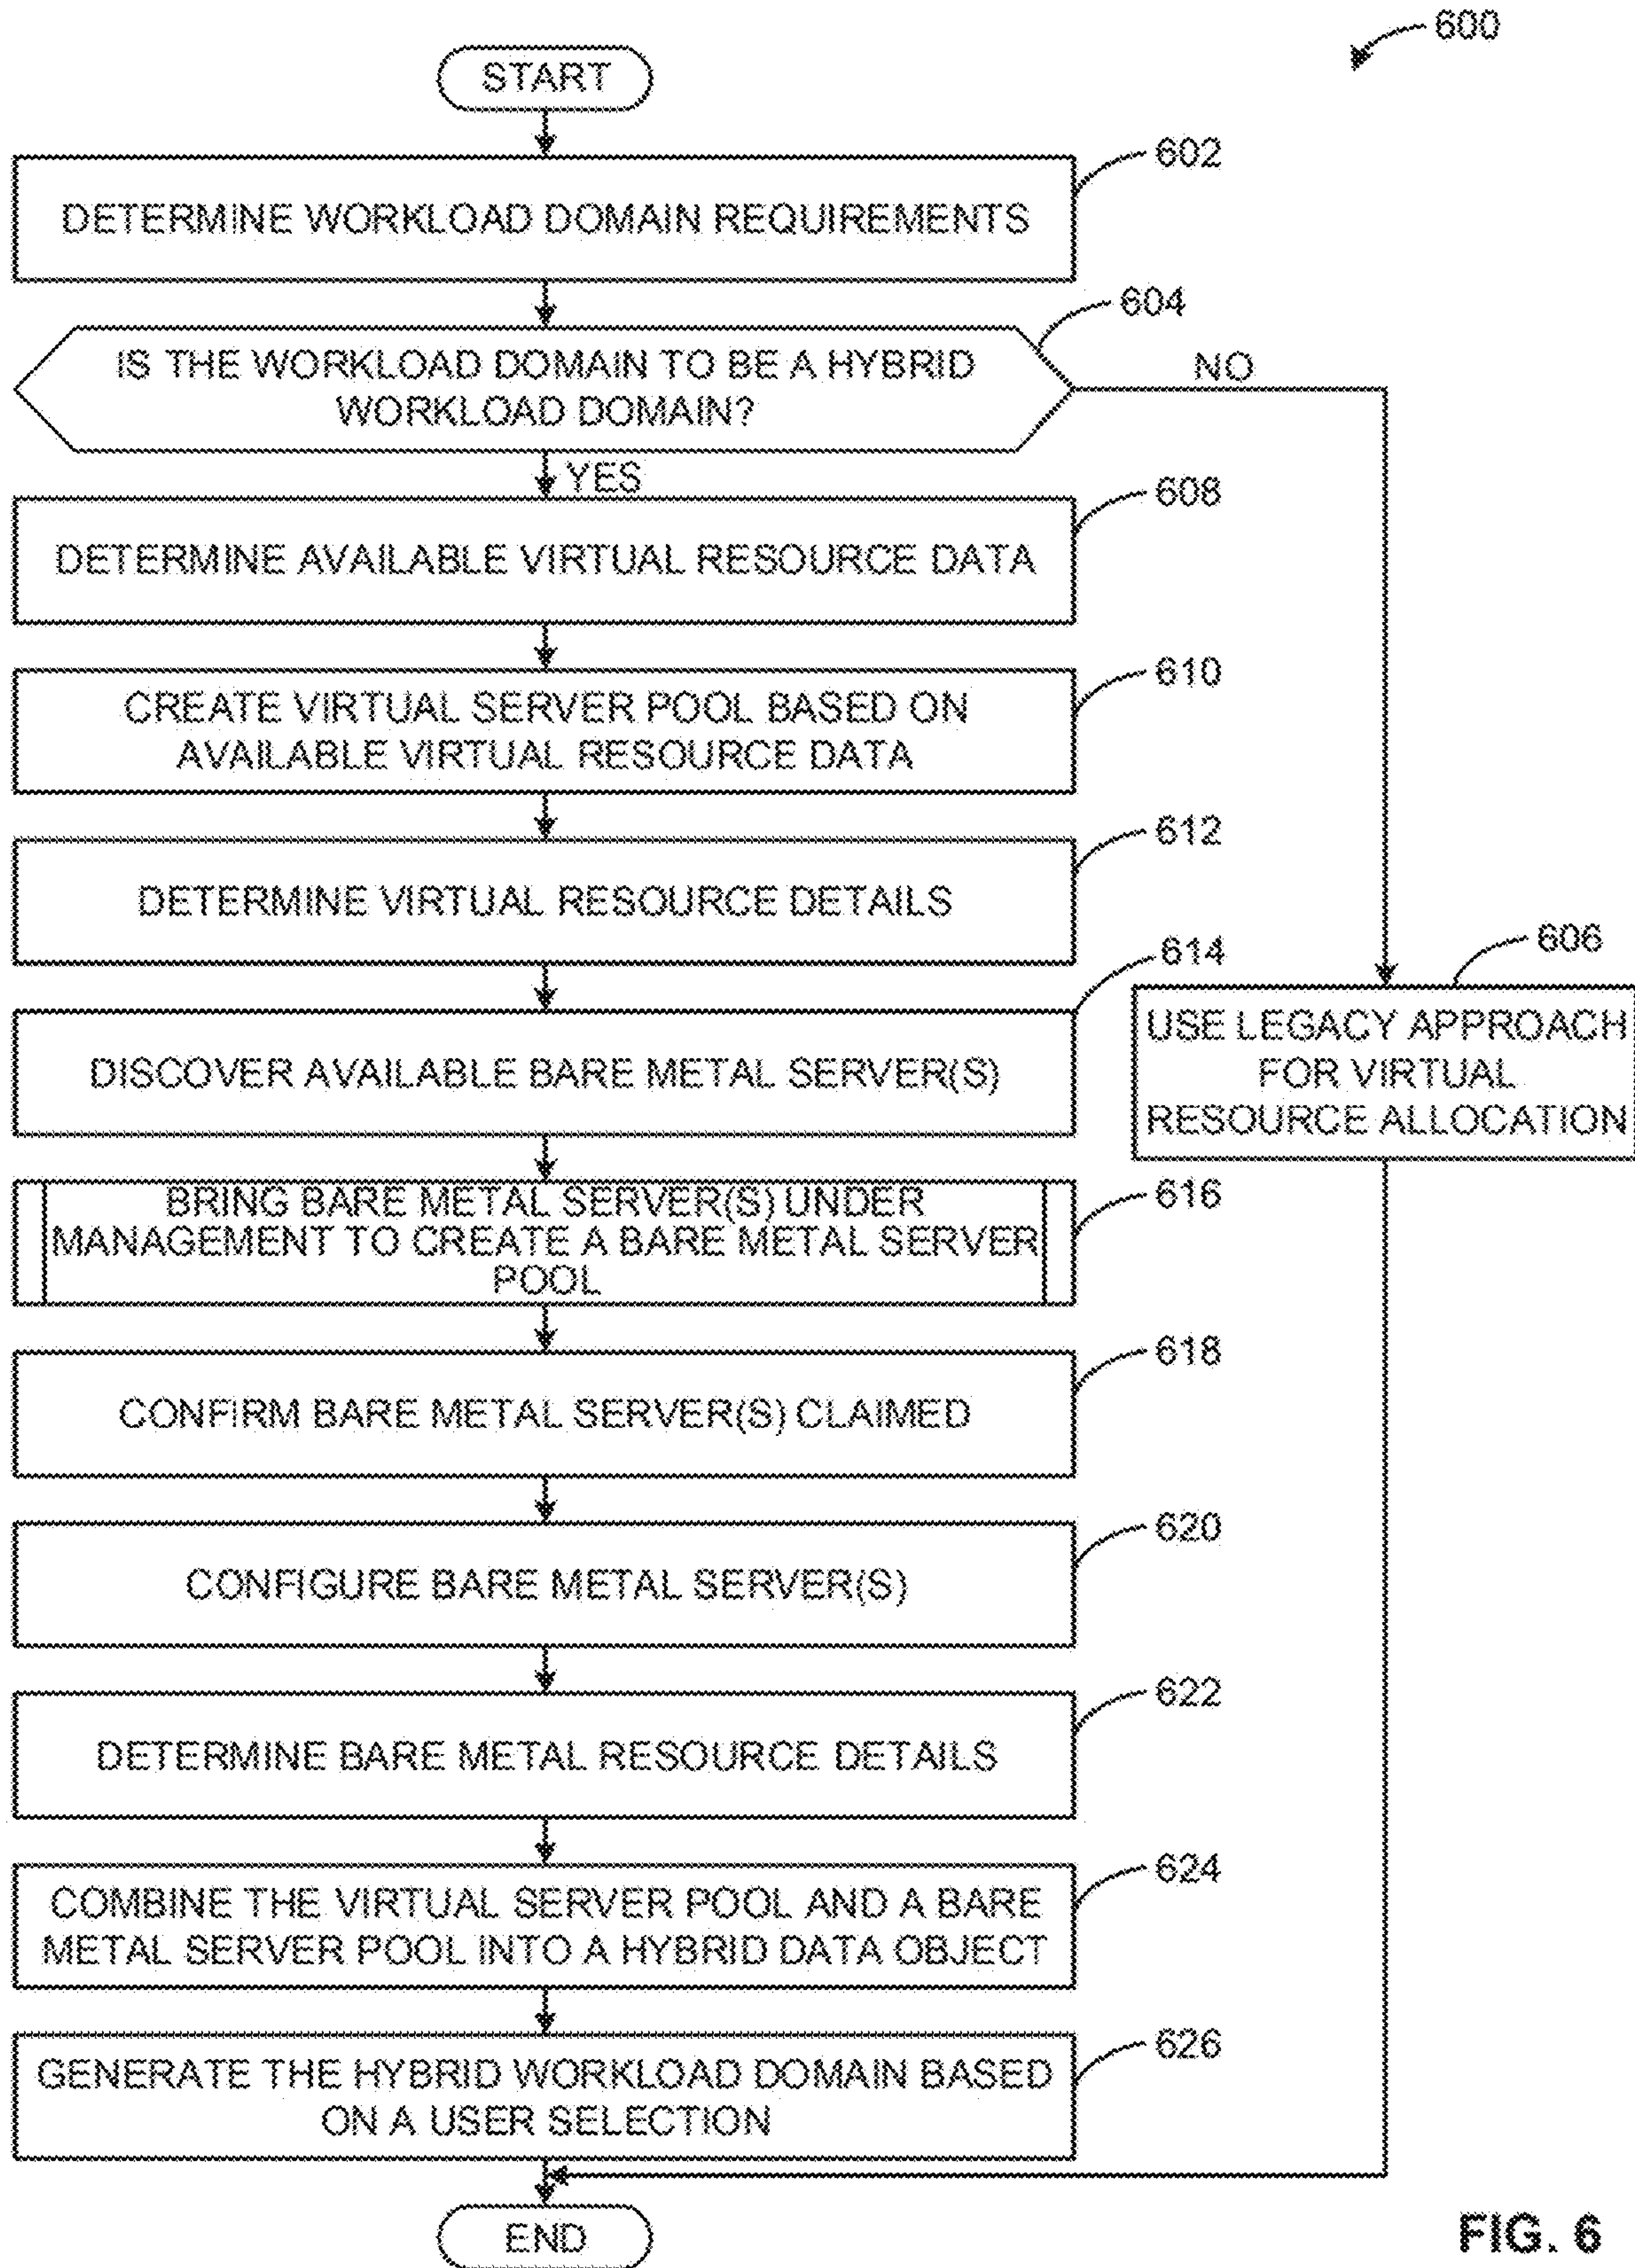 600
START
602
DETERMINE WORKLOAD DOMAIN REQUIREMENTS
604
IS THE WORKLOAD DOMAIN TO BE A HYBRID
WORKLOAD DOMAIN?
NO
YES
608
DETERMINE AVAILABLE VIRTUAL RESOURCE DATA
610
CREATE VIRTUAL SERVER POOL BASED ON
AVAILABLE VIRTUAL RESOURCE DATA
612
DETERMINE VIRTUAL RESOURCE DETAILS
614
DISCOVER AVAILABLE BARE METAL SERVER(S)
606
USE LEGACY APPROACH
FOR VIRTUAL
RESOURCE ALLOCATION
616
BRING BARE METAL SERVER(S) UNDER
MANAGEMENT TO CREATE A BARE METAL SERVER
POOL
618
CONFIRM BARE METAL SERVER(S) CLAIMED
620
CONFIGURE BARE METAL SERVER(S)
622
DETERMINE BARE METAL RESOURCE DETAILS
624
COMBINE THE VIRTUAL SERVER POOL AND A BARE
METAL SERVER POOL INTO A HYBRID DATA OBJECT
626
GENERATE THE HYBRID WORKLOAD DOMAIN BASED
ON A USER SELECTION
END
FIG. 6